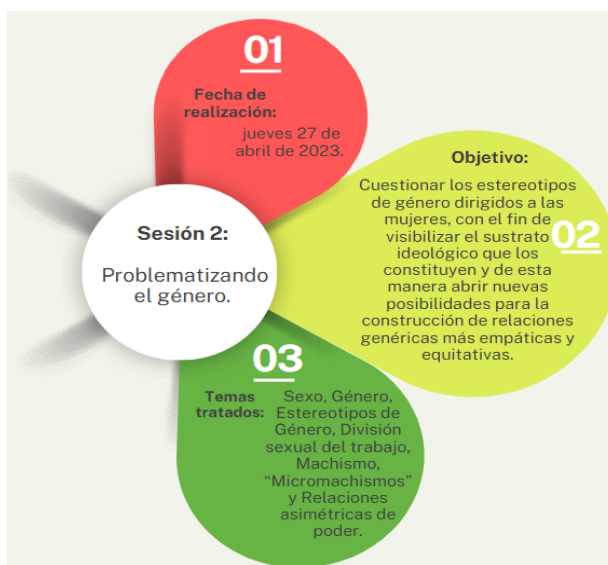 01
Fecha de
realización:
jueves 27 de
abril de 2023.
Sesión 2:
Problematizando
el género.
02
Objetivo:
Cuestionar los estereotipos
de género dirigidos a las
mujeres, con el fin de
visibilizar el sustrato
ideológico que los
constituyen y de esta
manera abrir nuevas
posibilidades para la
construcción de relaciones
genéricas más empáticas y
equitativas.
03
Temas
tratados:
Sexo, Género,
Estereotipos de
Género, División
sexual del trabajo,
Machismo,
“Micromachismos”
y Relaciones
asimétricas de
poder.